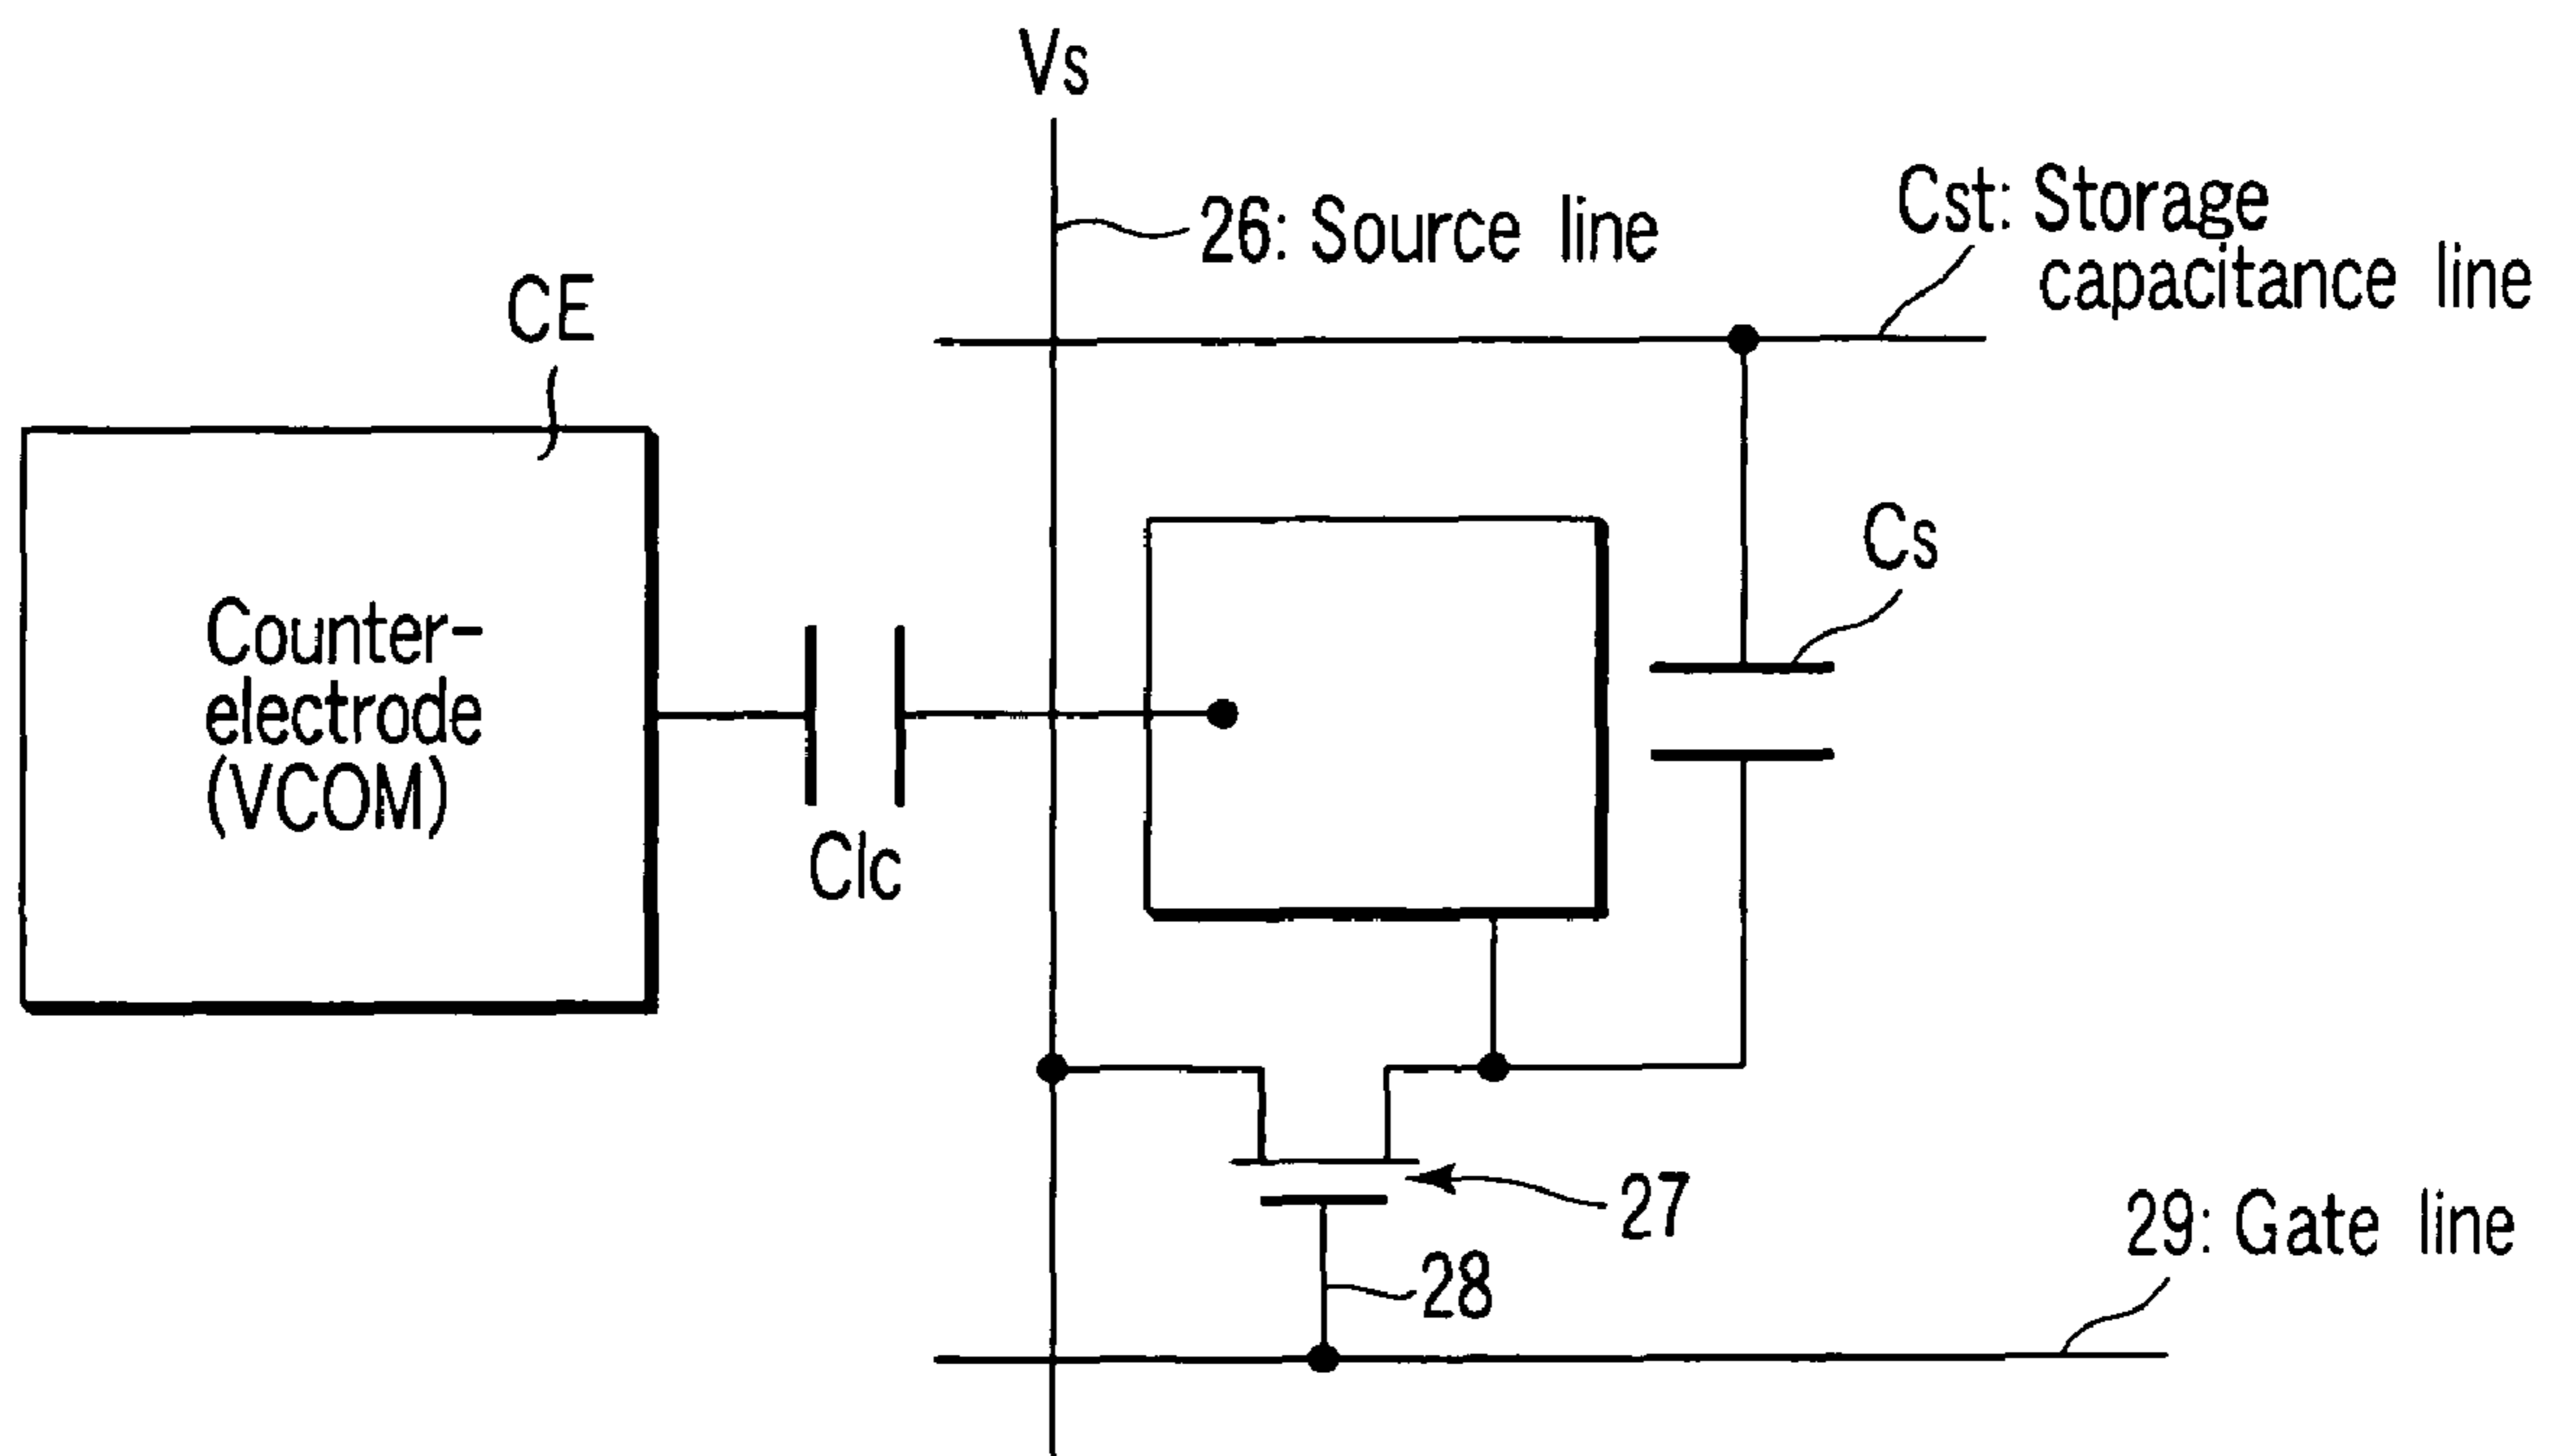 Vs
26: Source line
Cst: Storage
capacitance line
CE
Cs
Counter-
electrode
(VCOM)
Clc
27
28
29: Gate line